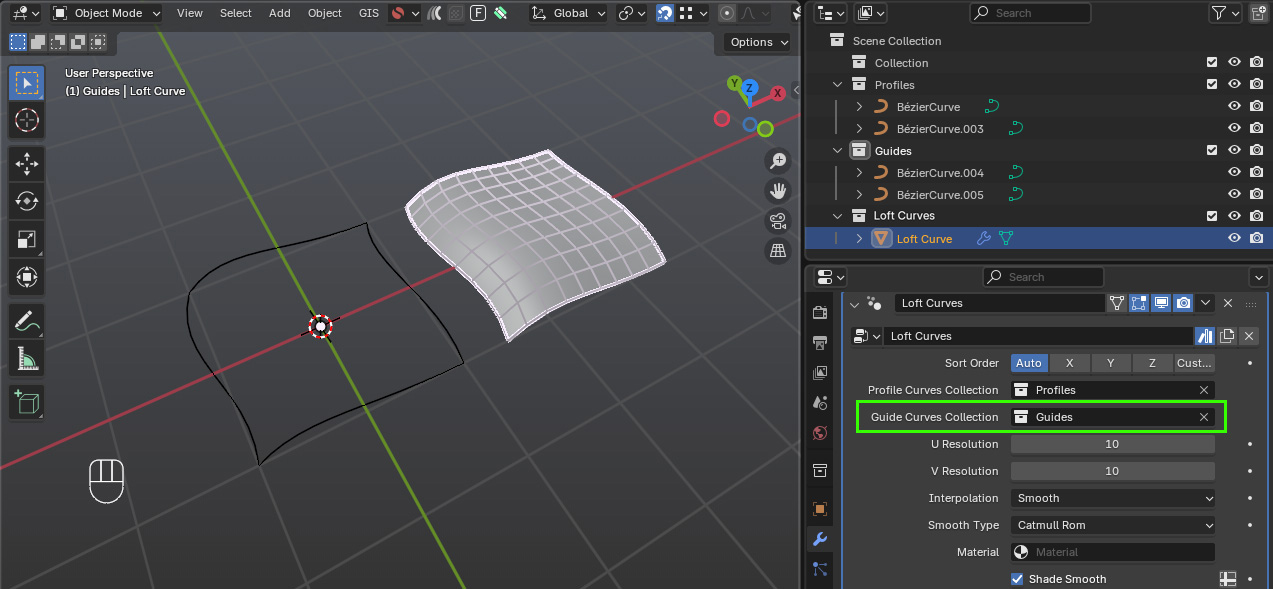 Object Mode View Select Add Object GIS F Global
Options
User Perspective
(1) Guides | Loft Curve
Y
Z
X
Search
Scene Collection
Collection
Profiles
BézierCurve
BézierCurve.003
Guides
BézierCurve.004
BézierCurve.005
Loft Curves
Loft Curve
Search
Loft Curves
Loft Curves
Sort Order Auto X Y Z Cust...
Profile Curves Collection Profiles
Guide Curves Collection Guides
U Resolution 10
V Resolution 10
Interpolation Smooth
Smooth Type Catmull Rom
Material Material
Shade Smooth